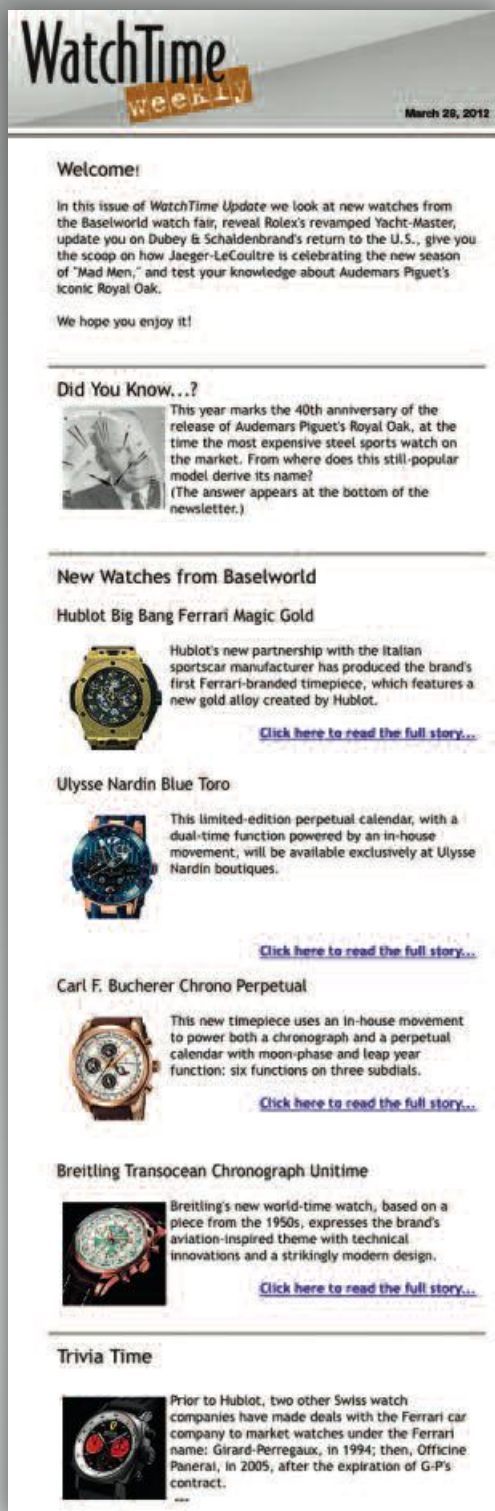 WatchTime
weekly
March 28, 2012
Welcome!
In this issue of WatchTime Update we look at new watches from
the Baselworld watch fair, reveal Rolex's revamped Yacht-Master,
update you on Dubey & Schaldenbrand's return to the U.S., give you
the scoop on how Jaeger-LeCoultre is celebrating the new season
of "Mad Men," and test your knowledge about Audemars Piguet's
iconic Royal Oak.
We hope you enjoy it!
Did You Know...?
This year marks the 40th anniversary of the
release of Audemars Piguet's Royal Oak, at the
time the most expensive steel sports watch on
the market. From where does this still-popular
model derive its name?
(The answer appears at the bottom of the
newsletter.)
New Watches from Baselworld
Hublot Big Bang Ferrari Magic Gold
Hublot's new partnership with the Italian
sportscar manufacturer has produced the brand's
first Ferrari-branded timepiece, which features a
new gold alloy created by Hublot.
Click here to read the full story...
Ulysse Nardin Blue Toro
This limited-edition perpetual calendar, with a
dual-time function powered by an in-house
movement, will be available exclusively at Ulysse
Nardin boutiques.
Click here to read the full story...
Carl F. Bucherer Chrono Perpetual
This new timepiece uses an in-house movement
to power both a chronograph and a perpetual
calendar with moon-phase and leap year
function: six functions on three subdials.
Click here to read the full story...
Breitling Transocean Chronograph Unitime
Breitling's new world-time watch, based on a
piece from the 1950s, expresses the brand's
aviation-inspired theme with technical
innovations and a strikingly modern design.
Click here to read the full story...
Trivia Time
Prior to Hublot, two other Swiss watch
companies have made deals with the Ferrari car
company to market watches under the Ferrari
name: Girard-Perregaux, in 1994; then, Officine
Panerai, in 2005, after the expiration of G-P's
contract.
---